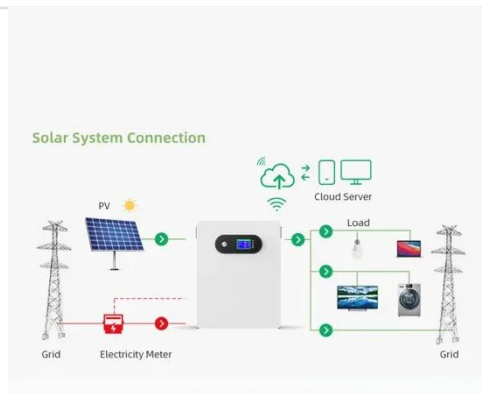 Solar System Connection
Cloud Server
PV
Load
Grid
Electricity Meter
Grid